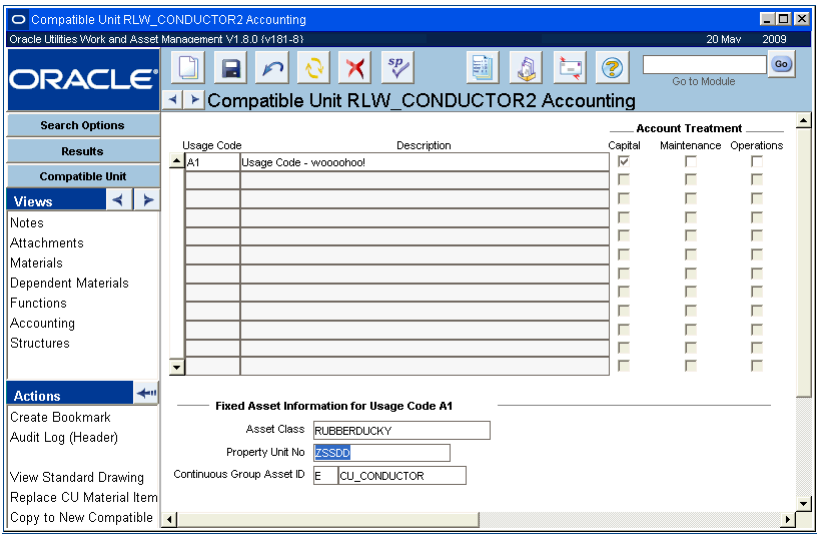 Compatible Unit RLW_CONDUCTOR2 Accounting
Oracle Utilities Work and Asset Management V1.8.0 (v181-8) 20 May 2009
ORACLE
sp
Go
Go to Module
Compatible Unit RLW_CONDUCTOR2 Accounting
Search Options
Results
Compatible Unit
Views
Notes
Attachments
Materials
Dependent Materials
Functions
Accounting
Structures
Actions
Create Bookmark
Audit Log (Header)
View Standard Drawing
Replace CU Material Item
Copy to New Compatible
Account Treatment
Usage Code Description Capital Maintenance Operations
A1 Usage Code - woooohoo!
Fixed Asset Information for Usage Code A1
Asset Class RUBBERDUCKY
Property Unit No ZSSDD
Continuous Group Asset ID E CU_CONDUCTOR